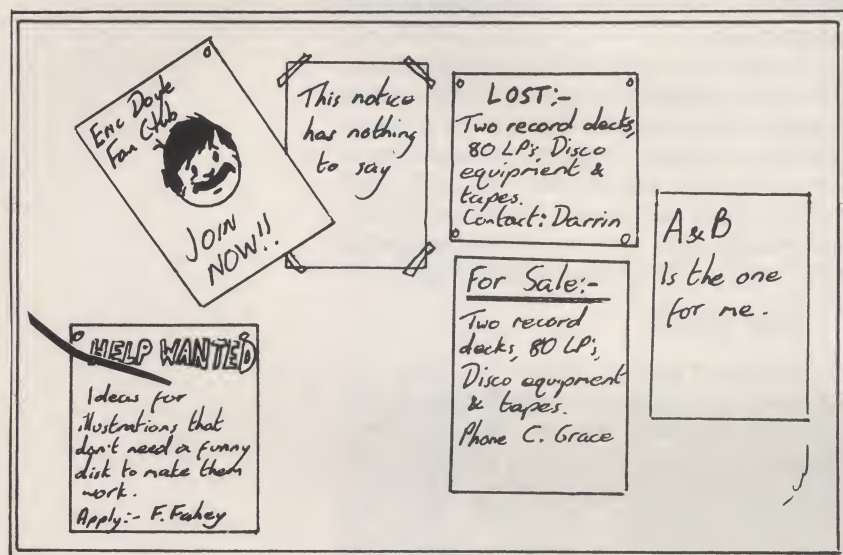 Eric Doyle
Fan Club
JOIN
NOW!!
This notice
has nothing
to say
LOST:-
Two record decks,
80 LP's, Disco
equipment &
tapes.
Contact: Darrin
A&B
Is the one
for me.
For Sale:-
Two record
decks, 80 LP's,
Disco equipment
& tapes.
Phone C. Grace
HELP WANTED
Ideas for
illustrations that
don't need a funny
disk to make them
work.
Apply:- F. Fahey